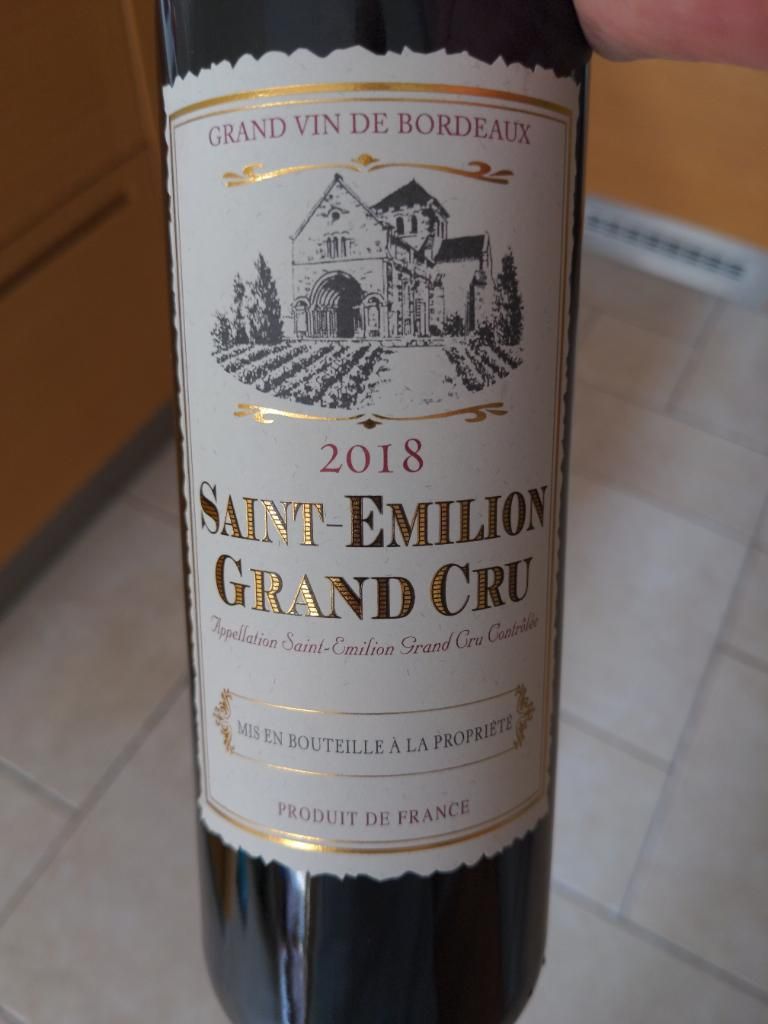 GRAND VIN DE BORDEAUX
2018
SAINT-EMILION
GRAND CRU
Appellation Saint-Emilion Grand Cru Contrôlée
MIS EN BOUTEILLE À LA PROPRIÉTÉ
PRODUIT DE FRANCE